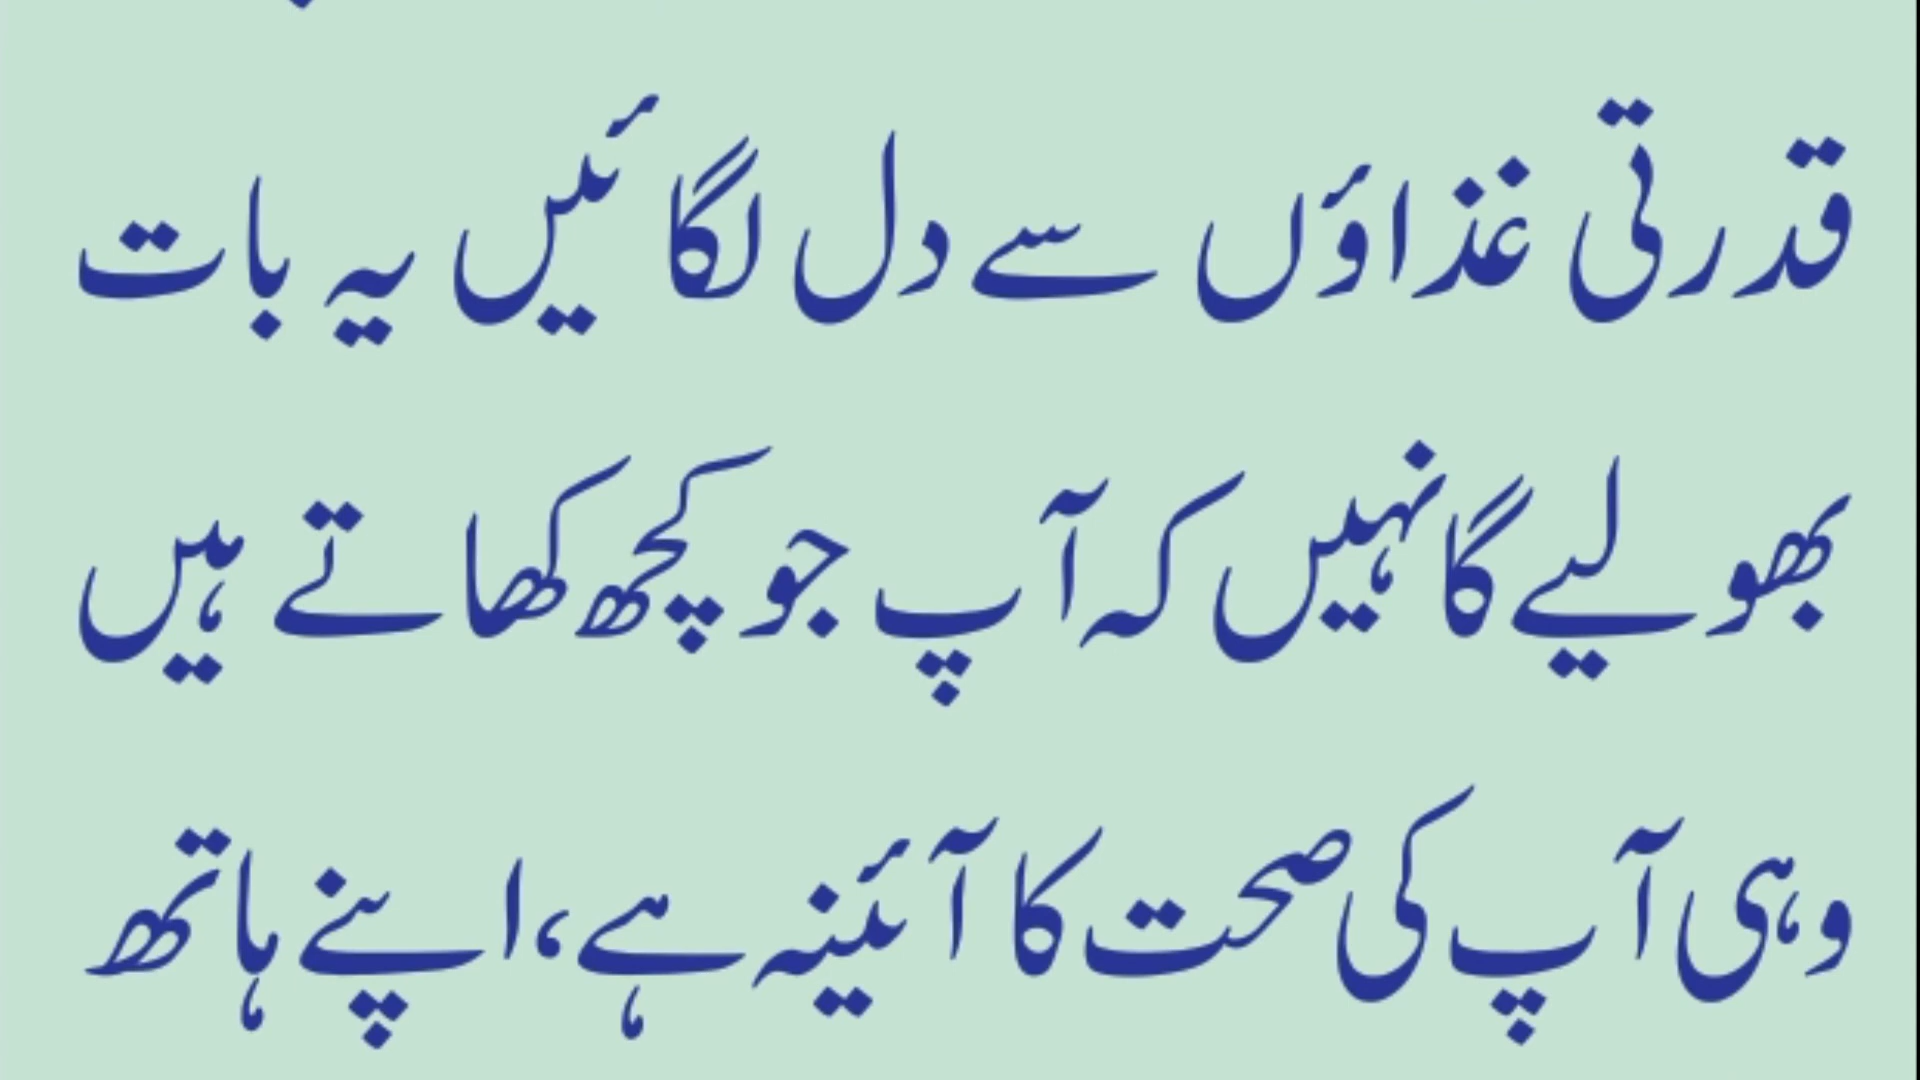 قدرتی غذاؤں سے دل لگائیں یہ بات
بھولیے گا نہیں کہ آپ جو کچھ کھاتے ہیں
وہی آپ کی صحت کا آئینہ ہے، اپنے ہاتھ